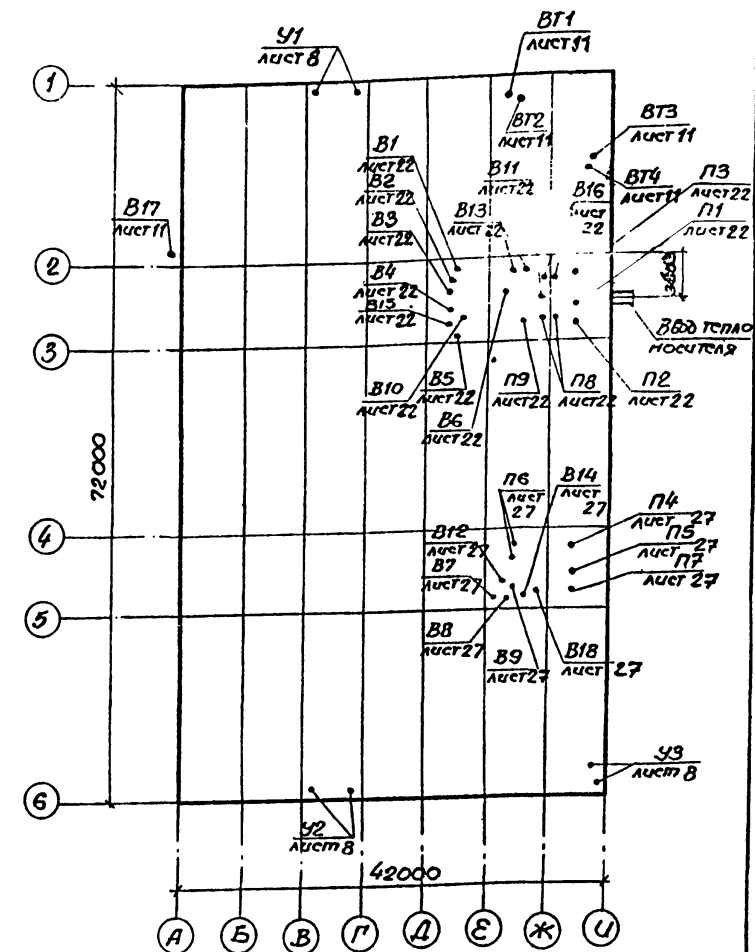 У1
лист 8
ВТ1
лист 11
1
ВТ2
лист 11
ВТ3
лист 11
В1
лист 22
В11
лист 22
ВТ4
лист 11
П3
лист 22
В2
лист 22
В16
лист 22
П1
лист 22
В17
лист 11
В3
лист 22
В13
2
В4
лист 22
В15
лист 22
Ввод тепло
носителя
3
В10
лист 22
В5
лист 22
В6
лист 22
П9
лист 22
П8
лист 22
П2
лист 22
72000
П6
лист 27
В14
лист 27
П4
лист 27
4
В12
лист 27
П5
лист 27
В7
лист 27
П7
лист 27
5
В8
лист 27
В9
лист 27
В18
лист 27
У3
лист 8
6
У2
лист 8
42000
А Б В Г Д Е Ж И